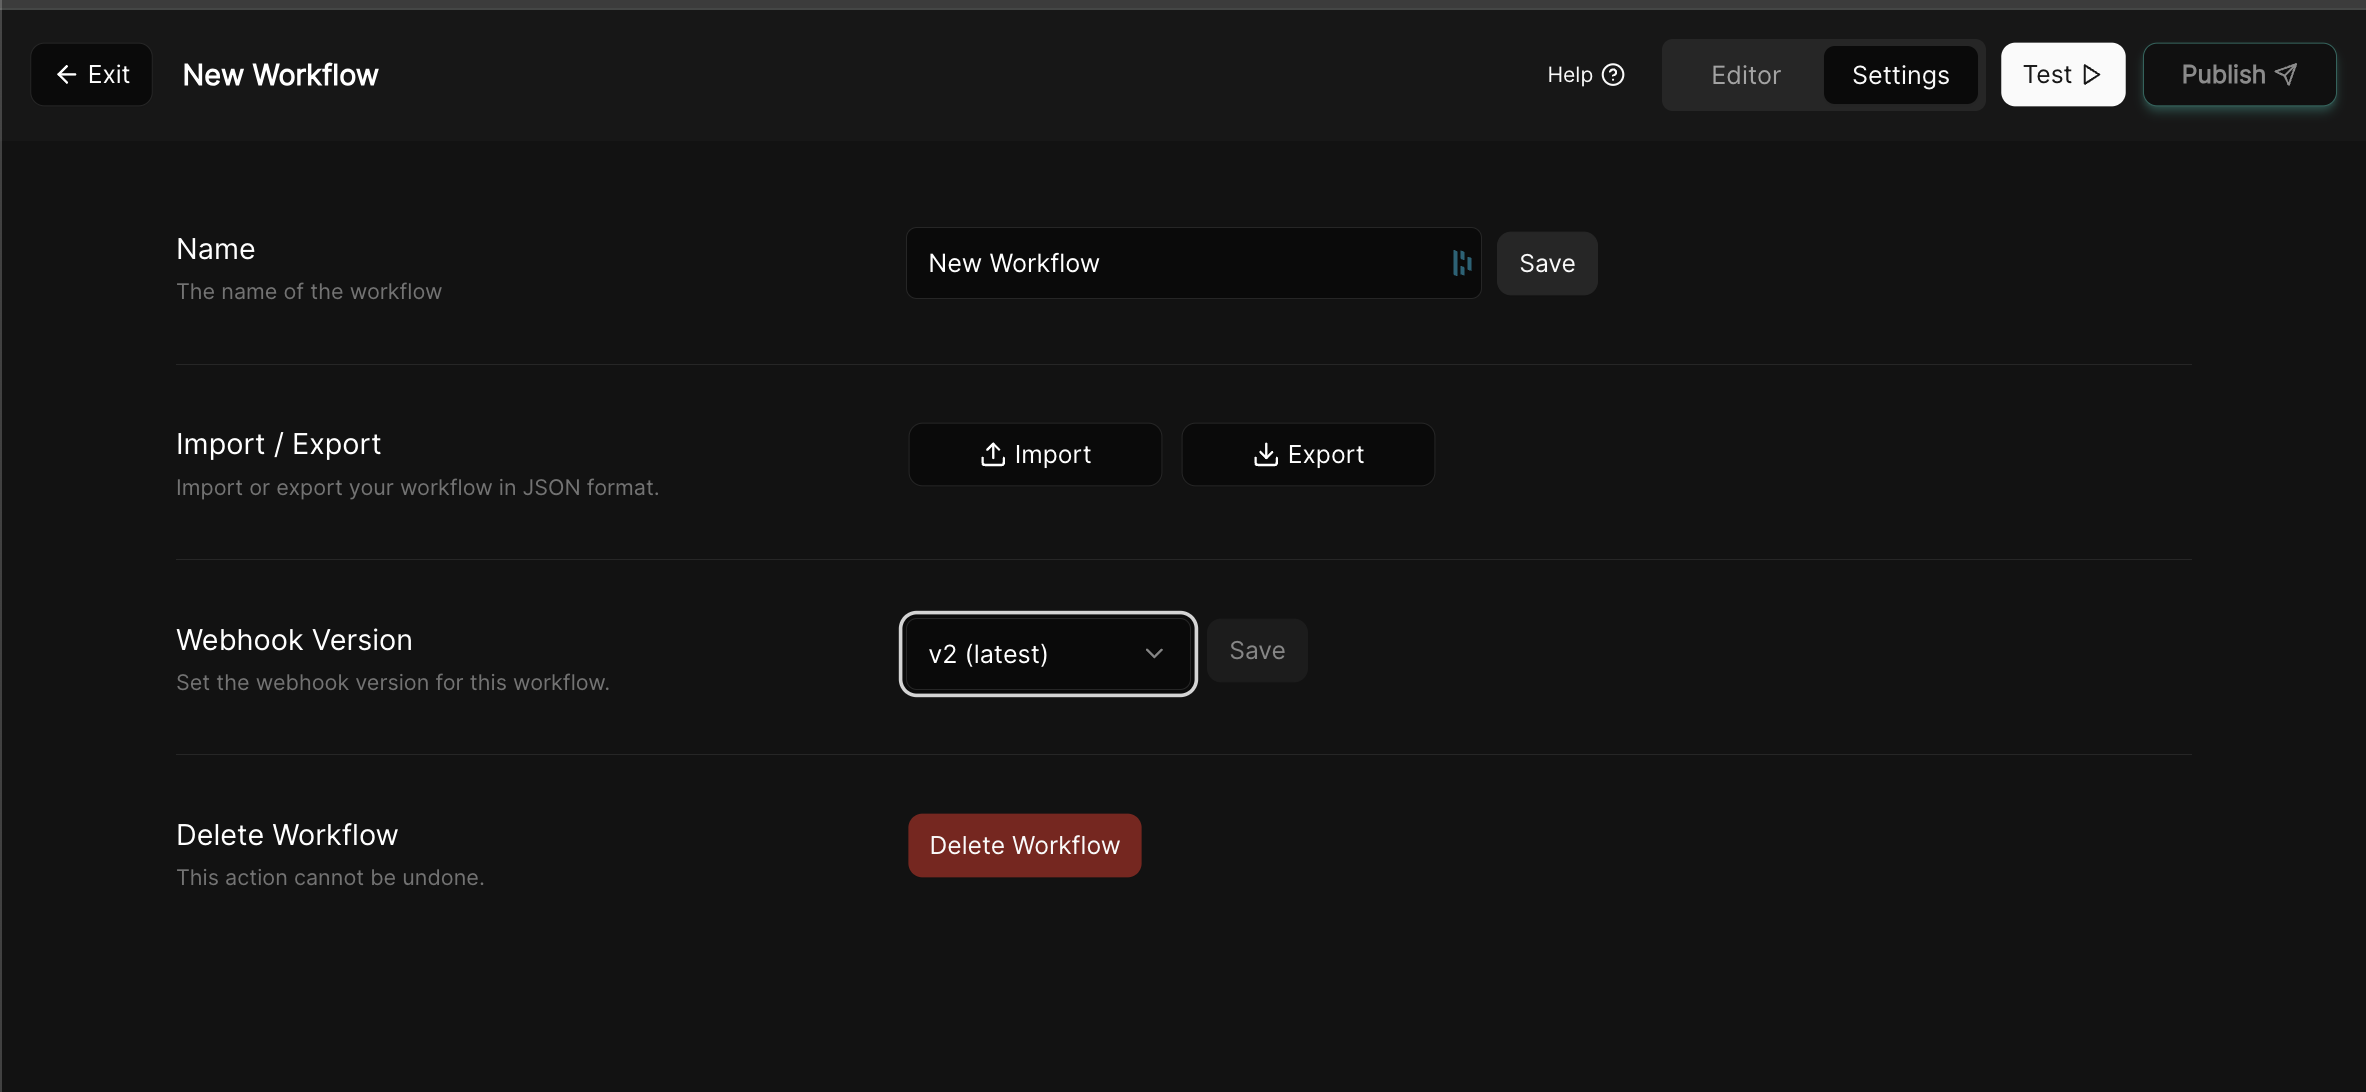 Exit
New Workflow
Help
Editor
Settings
Test
Publish
Name
The name of the workflow
New Workflow
Save
Import / Export
Import or export your workflow in JSON format.
Import
Export
Webhook Version
Set the webhook version for this workflow.
v2 (latest)
Save
Delete Workflow
This action cannot be undone.
Delete Workflow